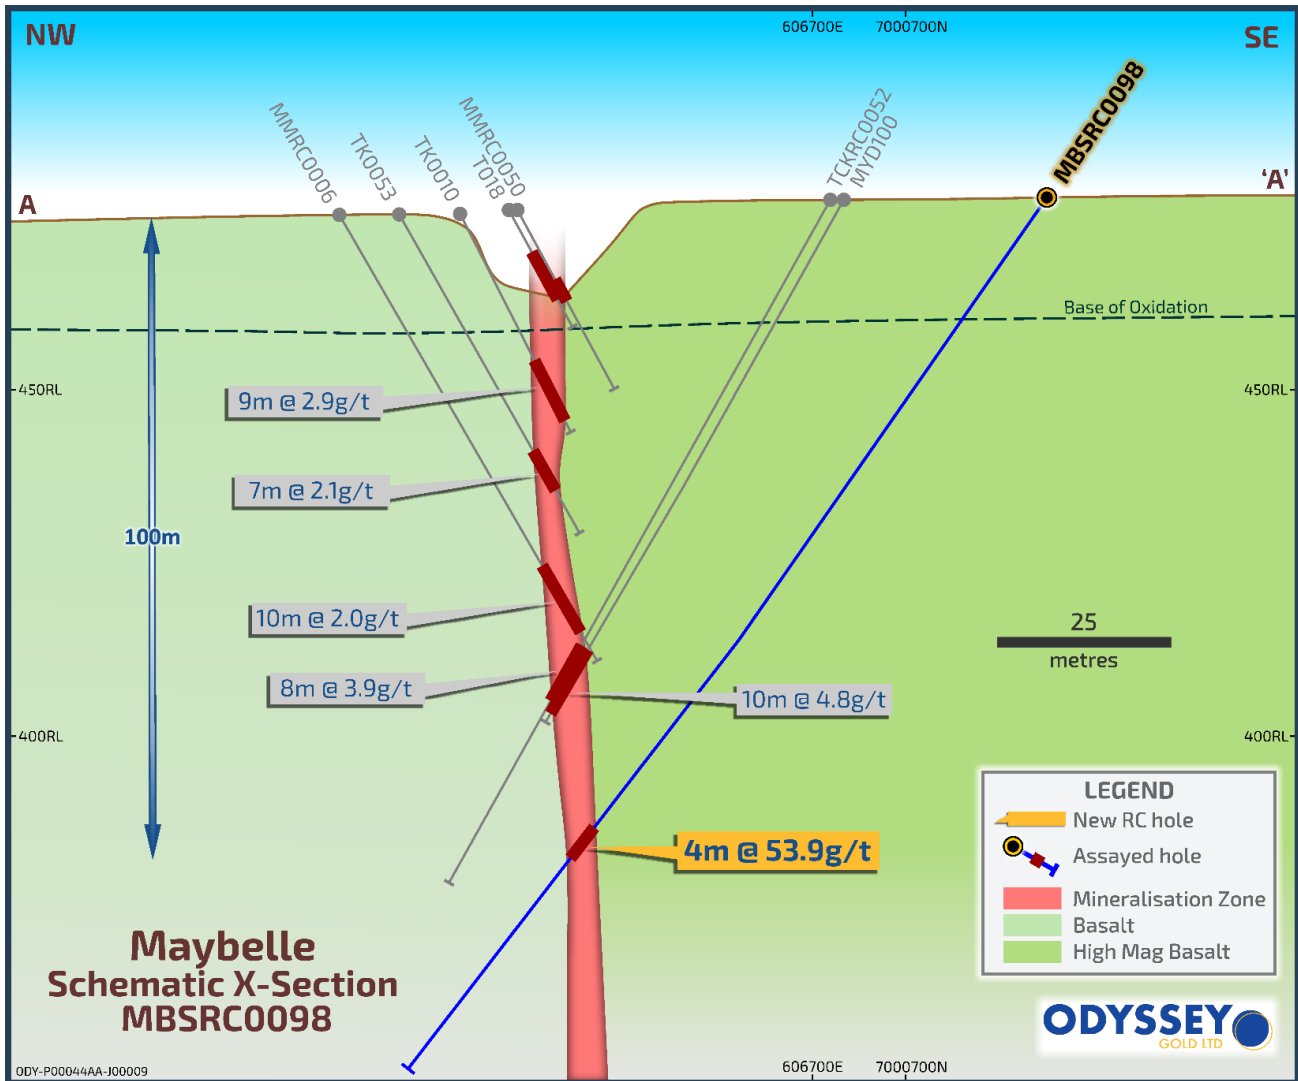 NW
606700E
7000700N
SE
MMRC0006
TK0053
TK0010
MMRC0050
T018
TCKRC0052
MYD100
MBSRC0098
A
'A'
Base of Oxidation
450RL
450RL
9m @ 2.9g/t
7m @ 2.1g/t
100m
10m @ 2.0g/t
25
metres
8m @ 3.9g/t
10m @ 4.8g/t
400RL
400RL
4m @ 53.9g/t
LEGEND
New RC hole
Assayed hole
Mineralisation Zone
Basalt
High Mag Basalt
Maybelle
Schematic X-Section
MBSRC0098
ODYSSEY
GOLD LTD
ODY-P00044AA-J00009
606700E
7000700N